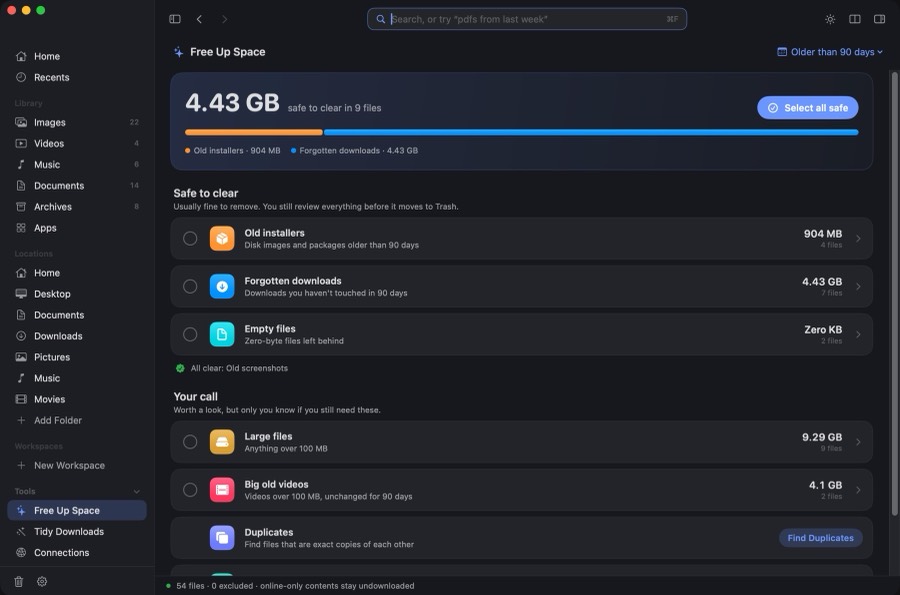 Search, or try "pdfs from last week"
⌘F
Home
Recents
Library
Images 22
Videos 4
Music 6
Documents 14
Archives 8
Apps
Locations
Home
Desktop
Documents
Downloads
Pictures
Music
Movies
Add Folder
Workspaces
New Workspace
Tools
Free Up Space
Tidy Downloads
Connections
Free Up Space
Older than 90 days
4.43 GB safe to clear in 9 files
Select all safe
Old installers · 904 MB Forgotten downloads · 4.43 GB
Safe to clear
Usually fine to remove. You still review everything before it moves to Trash.
Old installers
Disk images and packages older than 90 days
904 MB
4 files
Forgotten downloads
Downloads you haven't touched in 90 days
4.43 GB
7 files
Empty files
Zero-byte files left behind
Zero KB
2 files
All clear: Old screenshots
Your call
Worth a look, but only you know if you still need these.
Large files
Anything over 100 MB
9.29 GB
9 files
Big old videos
Videos over 100 MB, unchanged for 90 days
4.1 GB
2 files
Duplicates
Find files that are exact copies of each other
Find Duplicates
54 files · 0 excluded · online-only contents stay undownloaded